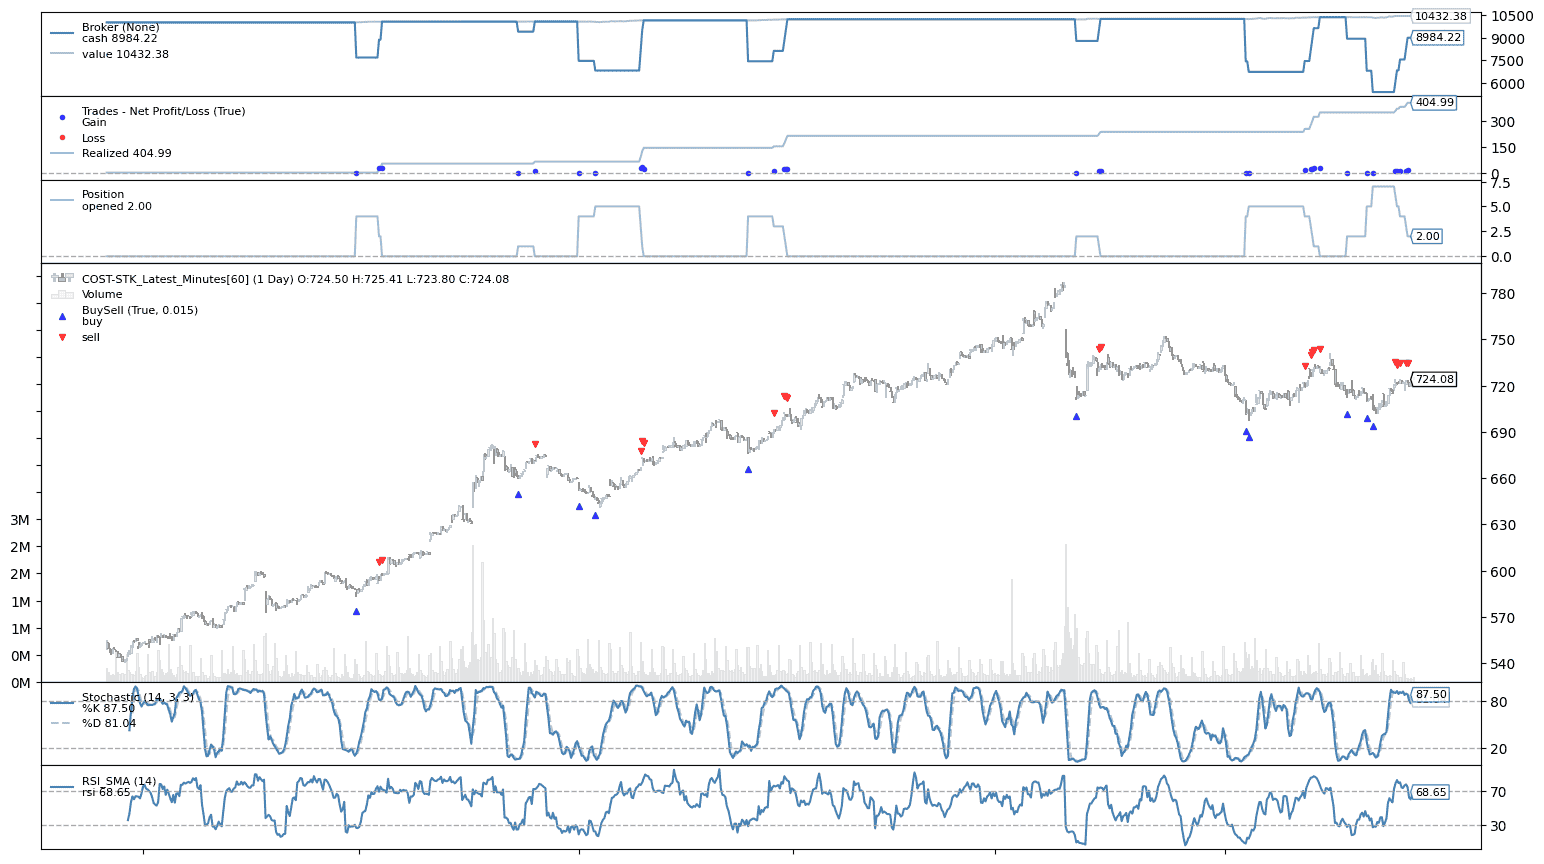 Broker (None)
cash 8984.22
value 10432.38
10432.38
8984.22
10500
9000
7500
6000
Trades - Net Profit/Loss (True)
Gain
Loss
Realized 404.99
404.99
300
150
0
Position
opened 2.00
7.5
5.0
2.5
0.0
2.00
COST-STK_Latest_Minutes[60] (1 Day) O:724.50 H:725.41 L:723.80 C:724.08
Volume
BuySell (True, 0.015)
buy
sell
780
750
720
690
660
630
600
570
540
724.08
3M
2M
2M
1M
1M
0M
0M
Stochastic (14, 3, 3)
%K 87.50
%D 81.04
87.50
80
20
RSI_SMA (14)
rsi 68.65
68.65
70
30